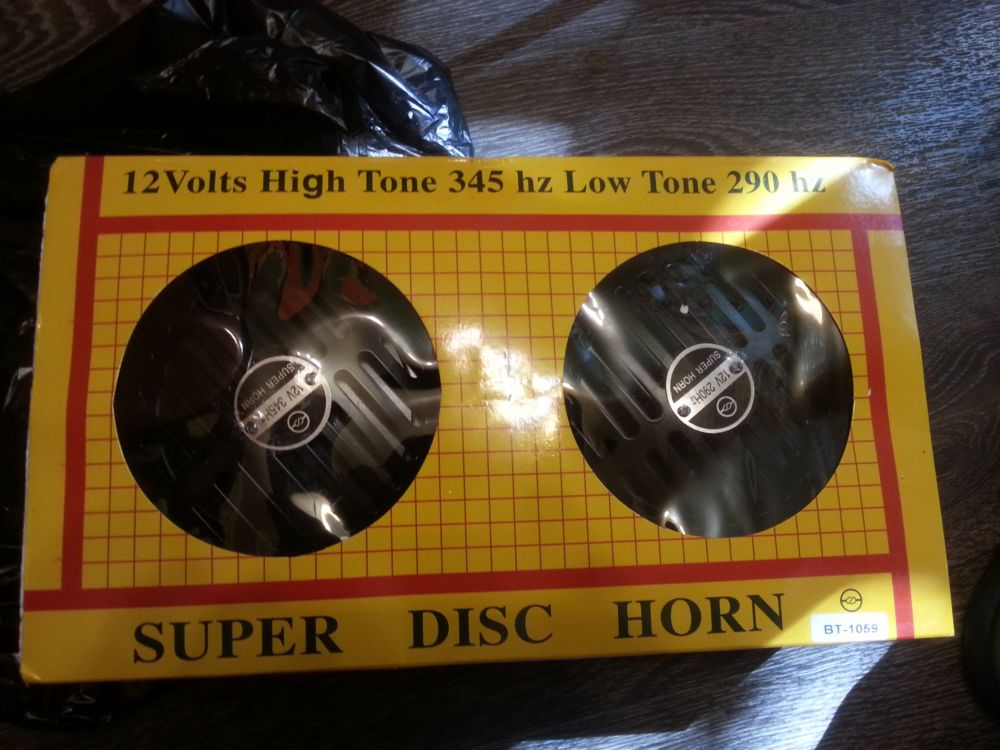 12Volts High Tone 345 hz Low Tone 290 hz
SUPER HORN
12V 345Hz
SUPER HORN
12V 290Hz
SUPER DISC HORN
BT-1059